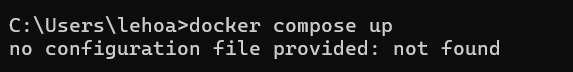 C:\Users\lehoa>docker compose up
no configuration file provided: not found